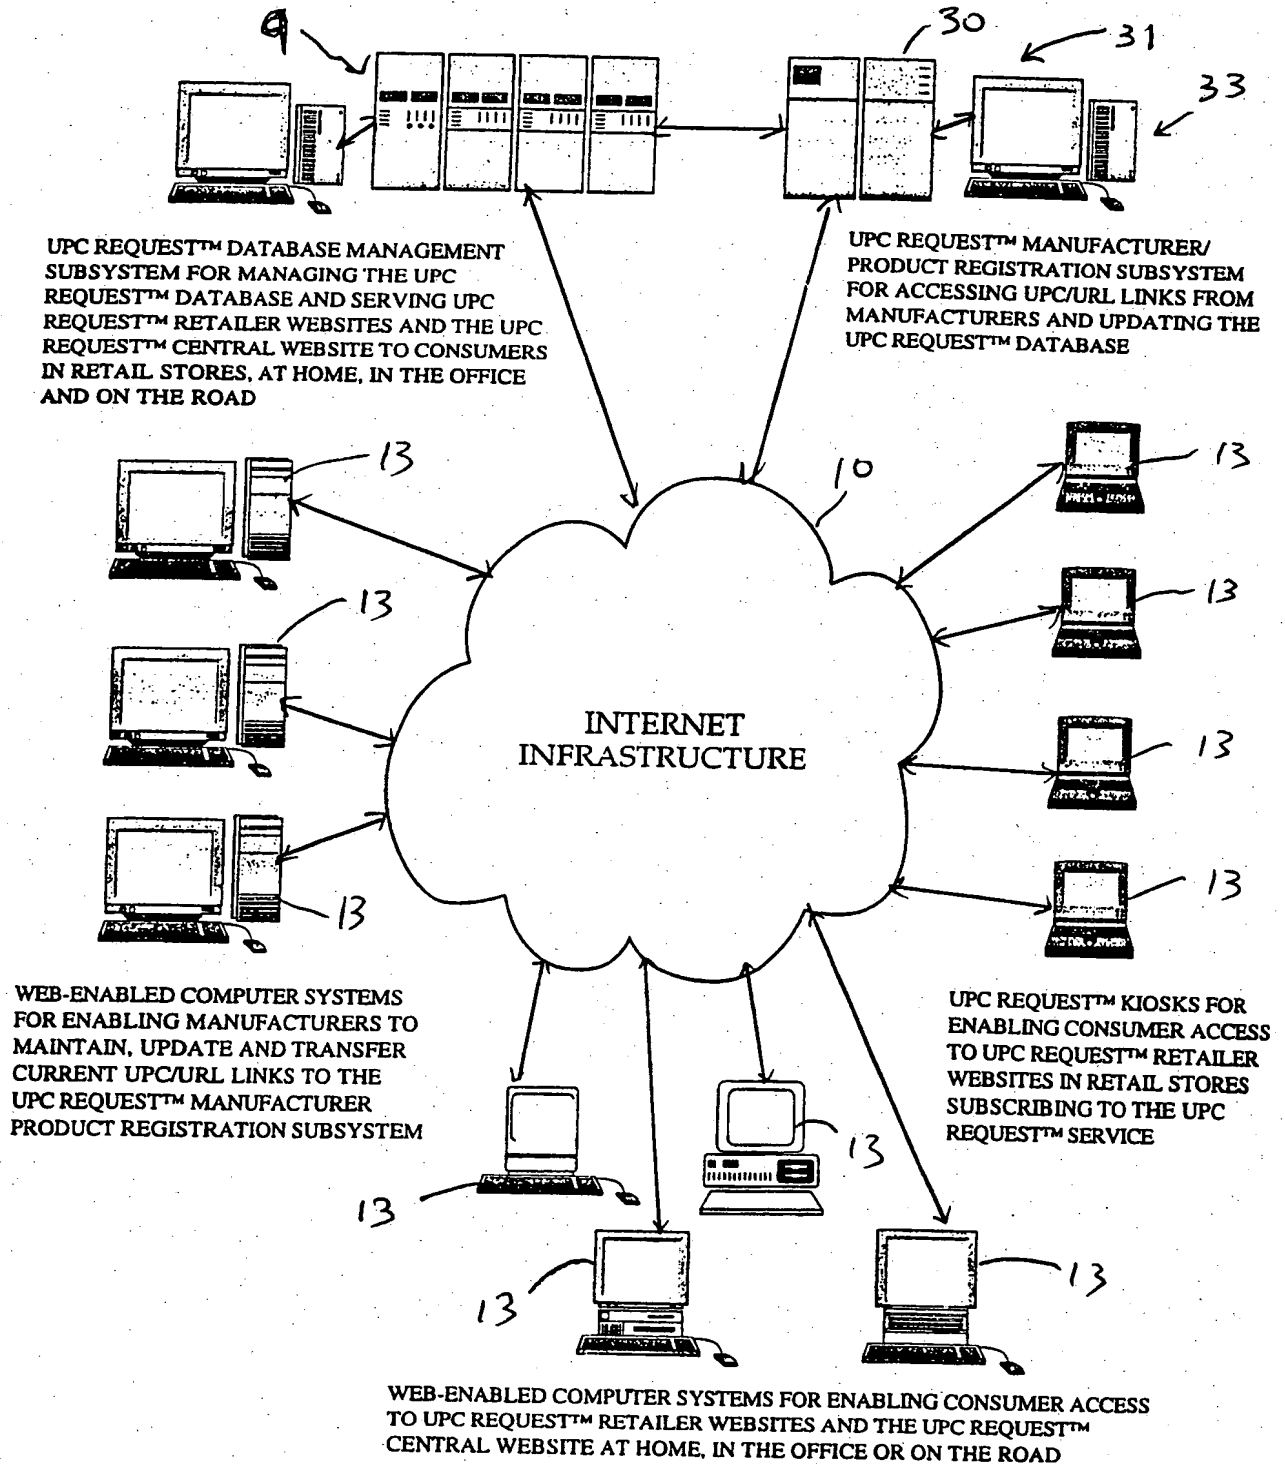 9
30
31
33
UPC REQUEST™ DATABASE MANAGEMENT
SUBSYSTEM FOR MANAGING THE UPC
REQUEST™ DATABASE AND SERVING UPC
REQUEST™ RETAILER WEBSITES AND THE UPC
REQUEST™ CENTRAL WEBSITE TO CONSUMERS
IN RETAIL STORES, AT HOME, IN THE OFFICE
AND ON THE ROAD
UPC REQUEST™ MANUFACTURER/
PRODUCT REGISTRATION SUBSYSTEM
FOR ACCESSING UPC/URL LINKS FROM
MANUFACTURERS AND UPDATING THE
UPC REQUEST™ DATABASE
13
10
13
13
13
INTERNET
INFRASTRUCTURE
13
13
13
WEB-ENABLED COMPUTER SYSTEMS
FOR ENABLING MANUFACTURERS TO
MAINTAIN, UPDATE AND TRANSFER
CURRENT UPC/URL LINKS TO THE
UPC REQUEST™ MANUFACTURER
PRODUCT REGISTRATION SUBSYSTEM
UPC REQUEST™ KIOSKS FOR
ENABLING CONSUMER ACCESS
TO UPC REQUEST™ RETAILER
WEBSITES IN RETAIL STORES
SUBSCRIBING TO THE UPC
REQUEST™ SERVICE
13
13
13
13
WEB-ENABLED COMPUTER SYSTEMS FOR ENABLING CONSUMER ACCESS
TO UPC REQUEST™ RETAILER WEBSITES AND THE UPC REQUEST™
CENTRAL WEBSITE AT HOME, IN THE OFFICE OR ON THE ROAD